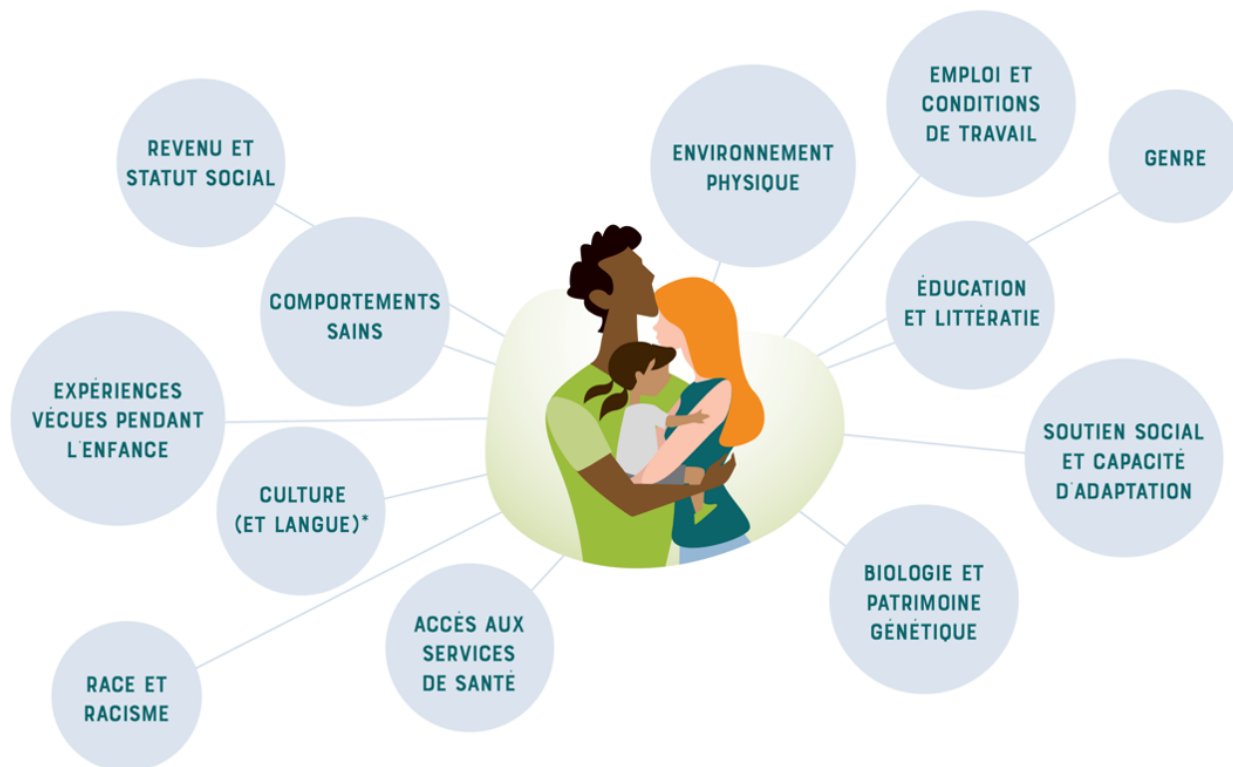 REVENU ET
STATUT SOCIAL
COMPORTEMENTS
SAINS
EXPÉRIENCES
VÉCUES PENDANT
L'ENFANCE
CULTURE
(ET LANGUE)*
RACE ET
RACISME
ACCÈS AUX
SERVICES
DE SANTÉ
ENVIRONNEMENT
PHYSIQUE
EMPLOI ET
CONDITIONS
DE TRAVAIL
GENRE
ÉDUCATION
ET LITTÉRATIE
SOUTIEN SOCIAL
ET CAPACITÉ
D'ADAPTATION
BIOLOGIE ET
PATRIMOINE
GÉNÉTIQUE